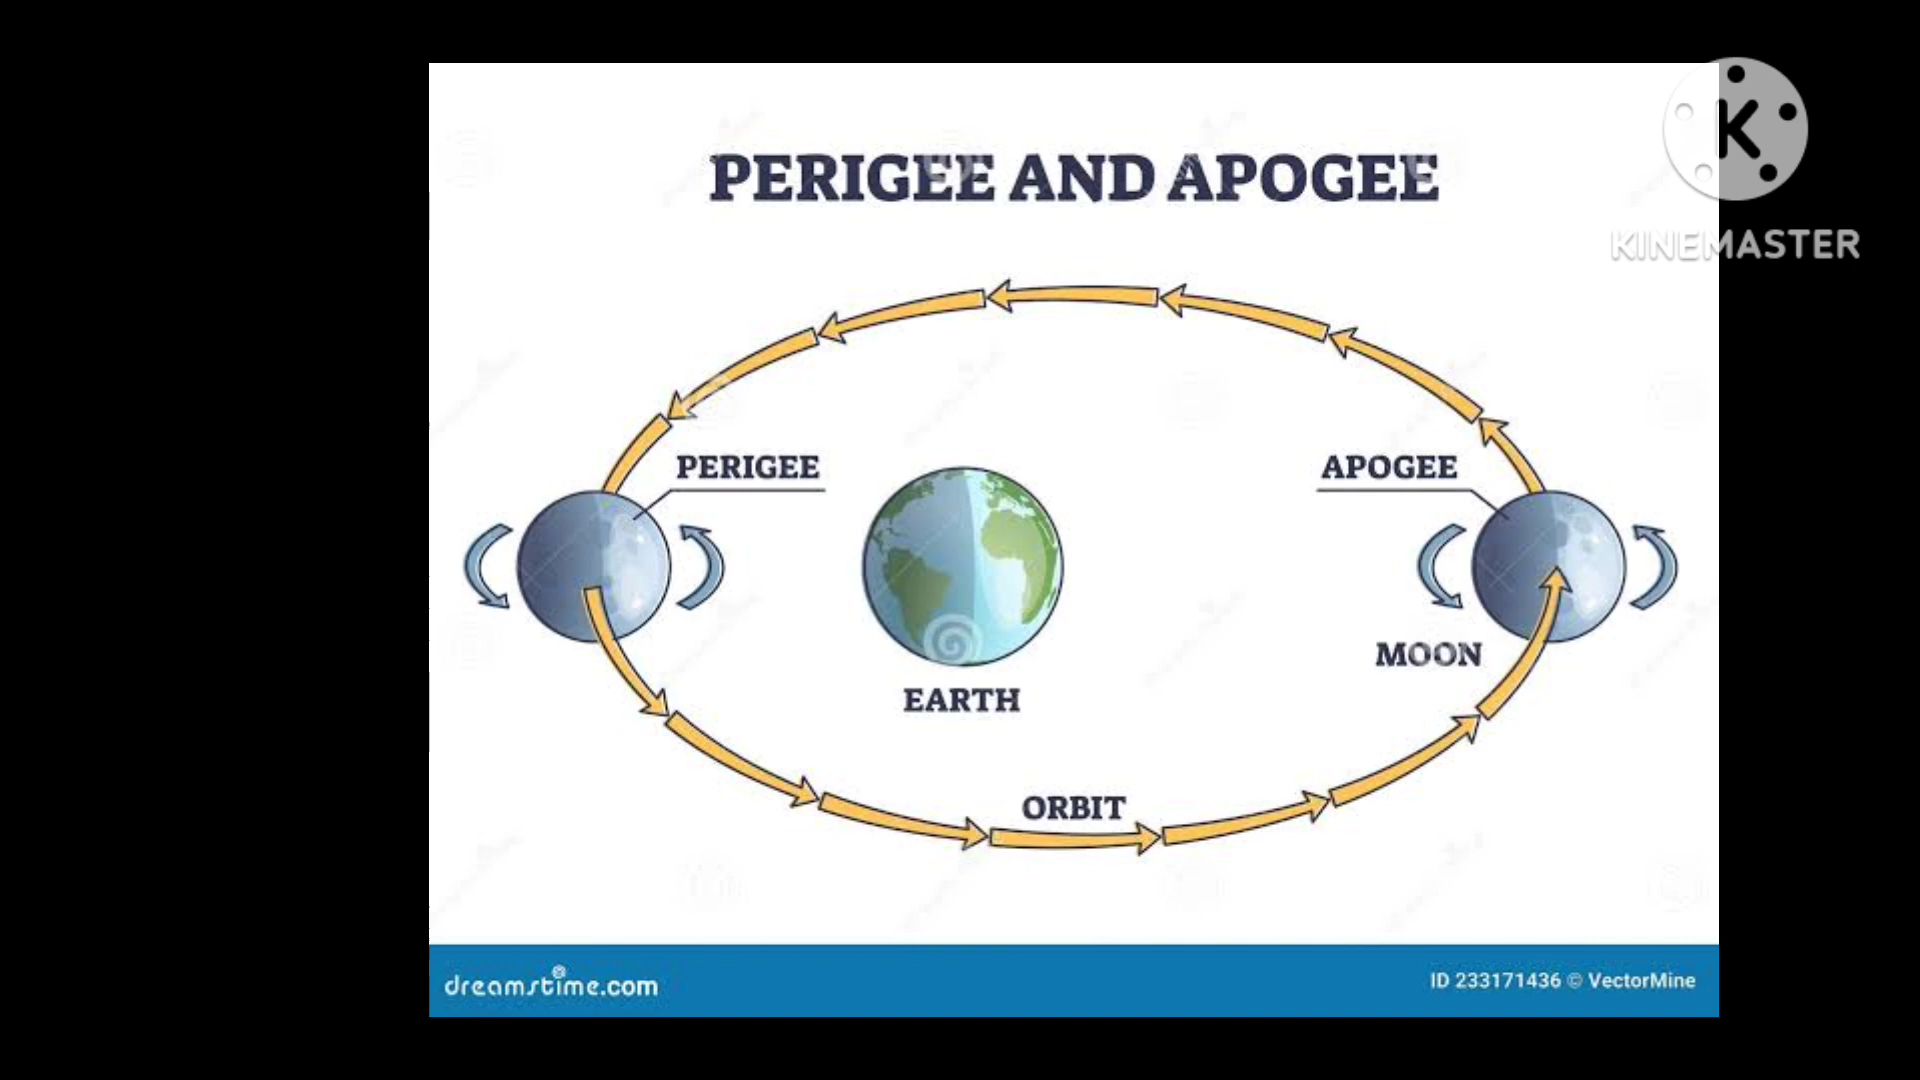 PERIGEE AND APOGEE
K
KINEMASTER
PERIGEE
APOGEE
MOON
EARTH
ORBIT
dreamstime.com
ID 233171436 © VectorMine